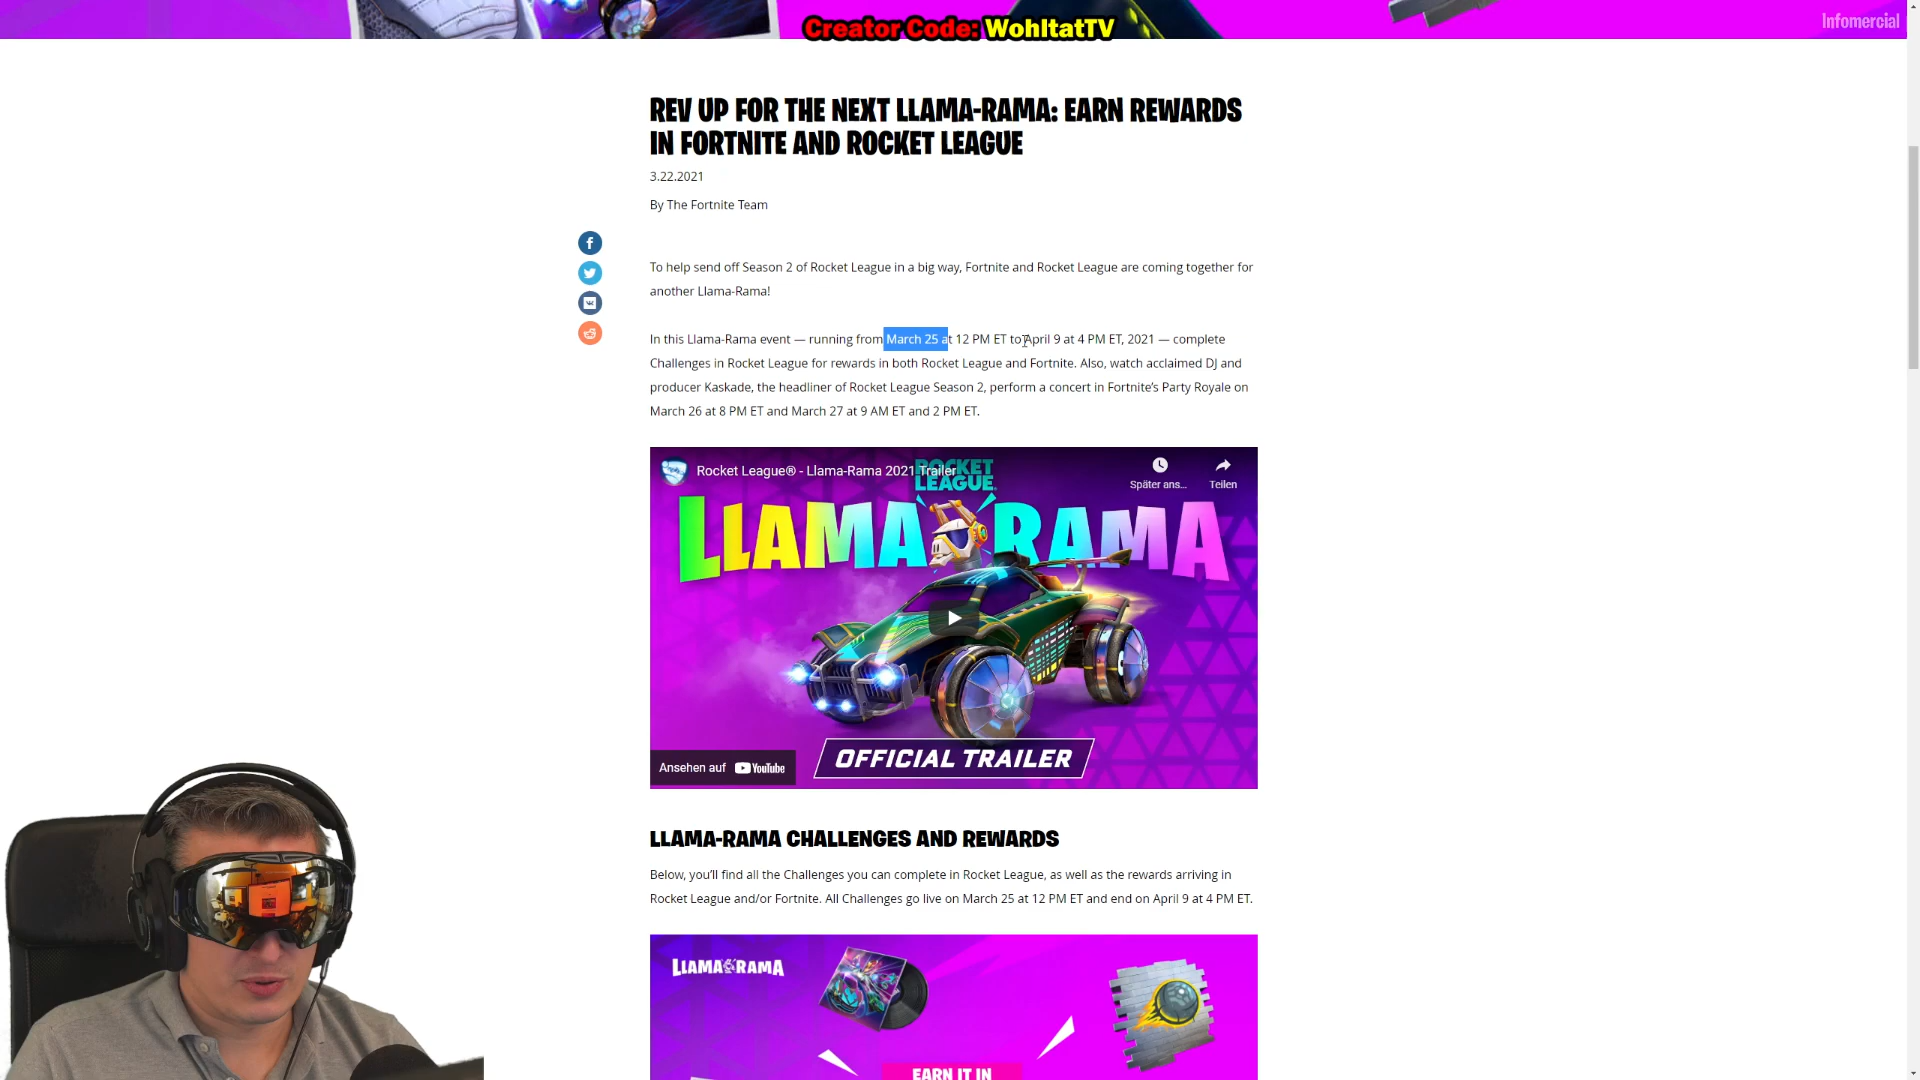 Creator Code: WohltatTV
Infomercial
REV UP FOR THE NEXT LLAMA-RAMA: EARN REWARDS
IN FORTNITE AND ROCKET LEAGUE
3.22.2021
By The Fortnite Team
To help send off Season 2 of Rocket League in a big way, Fortnite and Rocket League are coming together for
another Llama-Rama!
In this Llama-Rama event — running from March 25 at 12 PM ET to April 9 at 4 PM ET, 2021 — complete
Challenges in Rocket League for rewards in both Rocket League and Fortnite. Also, watch acclaimed DJ and
producer Kaskade, the headliner of Rocket League Season 2, perform a concert in Fortnite’s Party Royale on
March 26 at 8 PM ET and March 27 at 9 AM ET and 2 PM ET.
Rocket League® - Llama-Rama 2021 Trailer
ROCKET
LEAGUE
Später ans...
Teilen
LLAMA RAMA
OFFICIAL TRAILER
Ansehen auf YouTube
LLAMA-RAMA CHALLENGES AND REWARDS
Below, you’ll find all the Challenges you can complete in Rocket League, as well as the rewards arriving in
Rocket League and/or Fortnite. All Challenges go live on March 25 at 12 PM ET and end on April 9 at 4 PM ET.
LLAMA RAMA
EARN IT IN